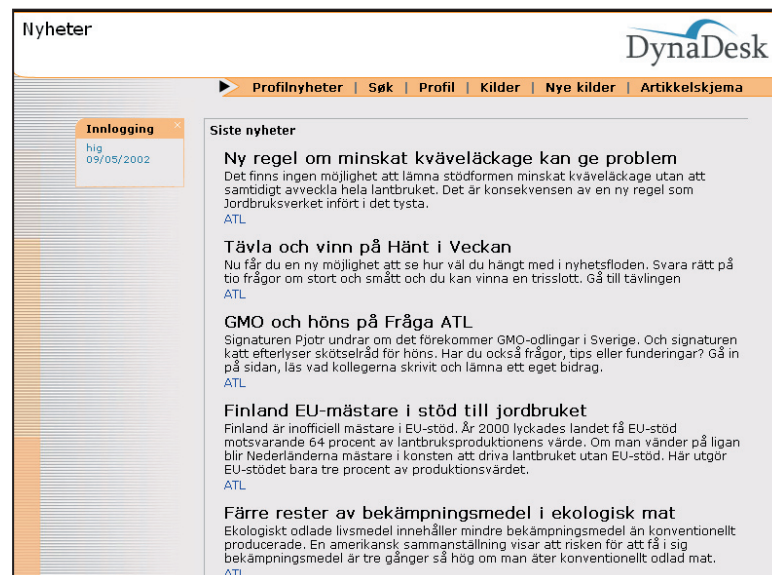 Nyheter
DynaDesk
Profilnyheter | Søk | Profil | Kilder | Nye kilder | Artikkelskjema
Innlogging ×
hig
09/05/2002
Siste nyheter
Ny regel om minskat kväveläckage kan ge problem
Det finns ingen möjlighet att lämna stödformen minskat kväveläckage utan att
samtidigt avveckla hela lantbruket. Det är konsekvensen av en ny regel som
Jordbruksverket infört i det tysta.
ATL
Tävla och vinn på Hänt i Veckan
Nu får du en ny möjlighet att se hur väl du hängt med i nyhetsfloden. Svara rätt på
tio frågor om stort och smått och du kan vinna en trisslott. Gå till tävlingen
ATL
GMO och höns på Fråga ATL
Signaturen Pjotr undrar om det förekommer GMO-odlingar i Sverige. Och signaturen
katt efterlyser skötselråd för höns. Har du också frågor, tips eller funderingar? Gå in
på sidan, läs vad kollegerna skrivit och lämna ett eget bidrag.
ATL
Finland EU-mästare i stöd till jordbruket
Finland är inofficiell mästare i EU-stöd. År 2000 lyckades landet få EU-stöd
motsvarande 64 procent av lantbruksproduktionens värde. Om man vänder på ligan
blir Nederländerna mästare i konsten att driva lantbruket utan EU-stöd. Här utgör
EU-stödet bara tre procent av produktionsvärdet.
ATL
Färre rester av bekämpningsmedel i ekologisk mat
Ekologiskt odlade livsmedel innehåller mindre bekämpningsmedel än konventionellt
producerade. En amerikansk sammanställning visar att risken för att få i sig
bekämpningsmedel är tre gånger så hög om man äter konventionellt odlad mat.
ATL